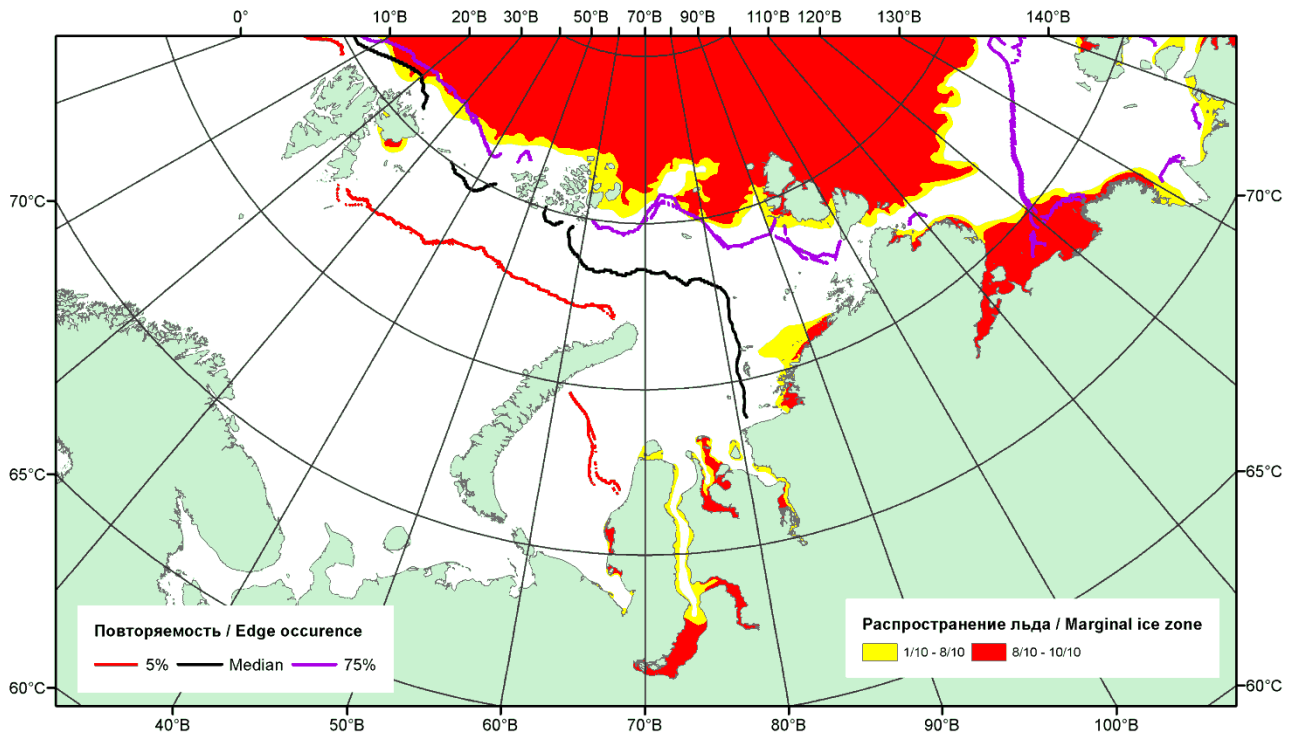 0° 10°В 20°В 30°В 50°В 70°В 90°В 110°В 120°В 130°В 140°В
70°С 70°С
65°С 65°С
60°С 60°С
Повторяемость / Edge occurence
5% Median 75%
Распространение льда / Marginal ice zone
1/10 - 8/10 8/10 - 10/10
40°В 50°В 60°В 70°В 80°В 90°В 100°В